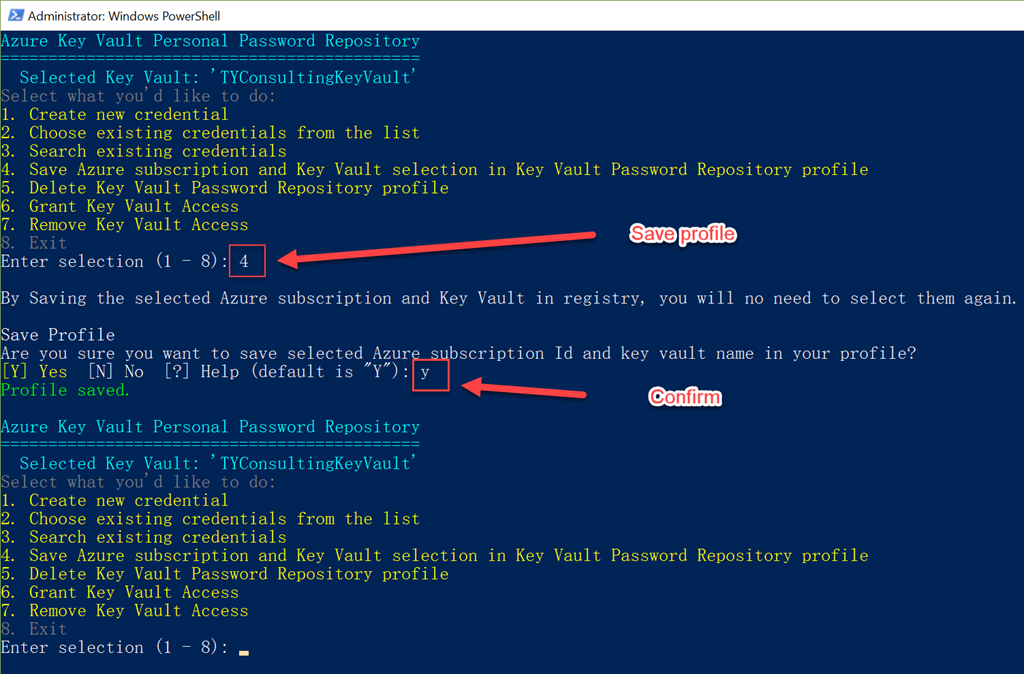 Administrator: Windows PowerShell
Azure Key Vault Personal Password Repository
============================================
Selected Key Vault: 'TYConsultingKeyVault'
Select what you'd like to do:
1. Create new credential
2. Choose existing credentials from the list
3. Search existing credentials
4. Save Azure subscription and Key Vault selection in Key Vault Password Repository profile
5. Delete Key Vault Password Repository profile
6. Grant Key Vault Access
7. Remove Key Vault Access
8. Exit
Save profile
Enter selection (1 - 8): 4
By Saving the selected Azure subscription and Key Vault in registry, you will no need to select them again.
Save Profile
Are you sure you want to save selected Azure subscription Id and key vault name in your profile?
[Y] Yes  [N] No  [?] Help (default is "Y"): y
Confirm
Profile saved.
Azure Key Vault Personal Password Repository
============================================
Selected Key Vault: 'TYConsultingKeyVault'
Select what you'd like to do:
1. Create new credential
2. Choose existing credentials from the list
3. Search existing credentials
4. Save Azure subscription and Key Vault selection in Key Vault Password Repository profile
5. Delete Key Vault Password Repository profile
6. Grant Key Vault Access
7. Remove Key Vault Access
8. Exit
Enter selection (1 - 8): _